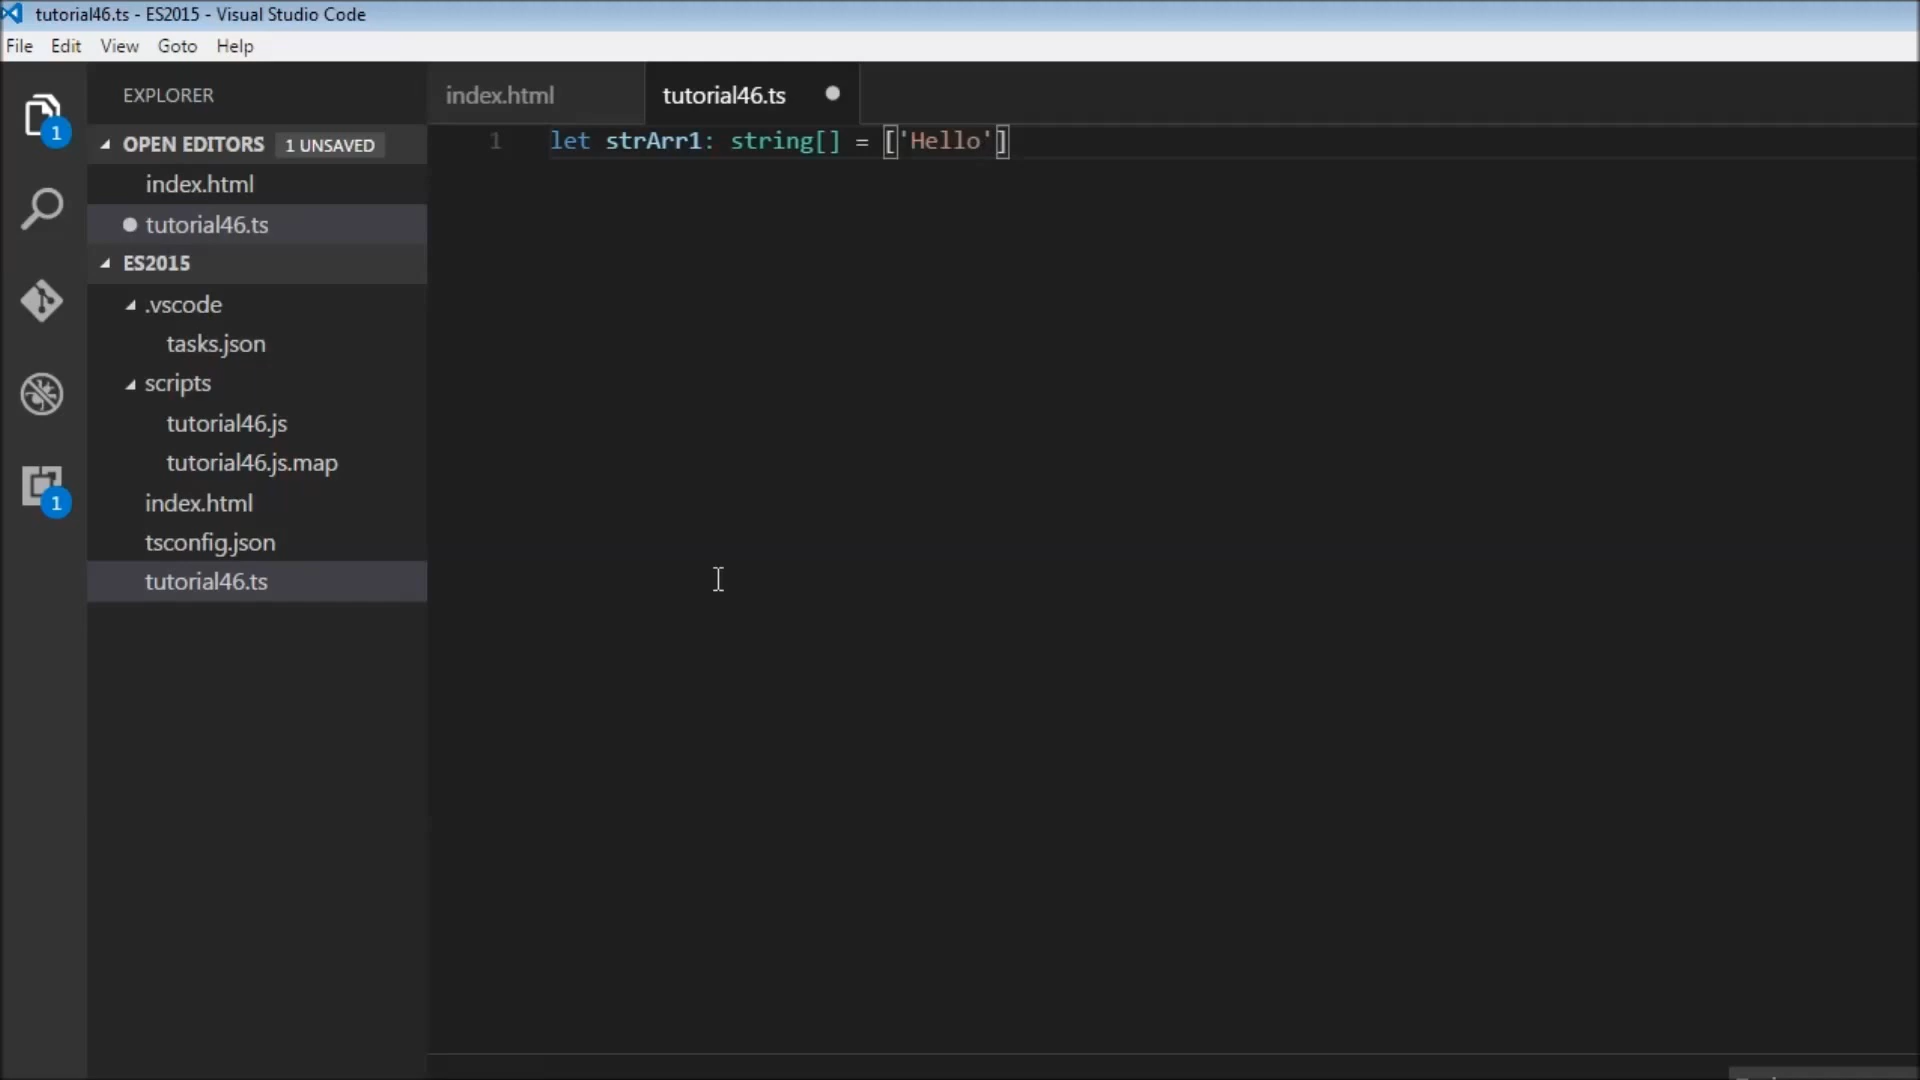 tutorial46.ts - ES2015 - Visual Studio Code
File Edit View Goto Help
EXPLORER
OPEN EDITORS 1 UNSAVED
index.html
tutorial46.ts
ES2015
.vscode
tasks.json
scripts
tutorial46.js
tutorial46.js.map
index.html
tsconfig.json
tutorial46.ts
1
1
index.html tutorial46.ts
1 let strArr1: string[] = ['Hello']